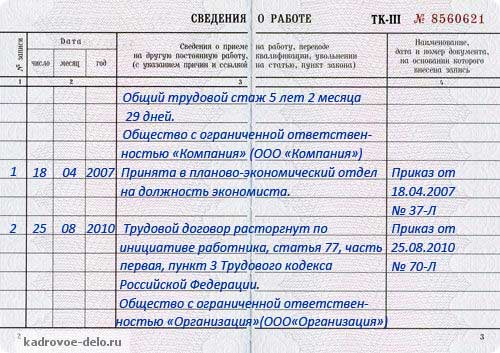 СВЕДЕНИЯ О РАБОТЕ ТК-III № 8560621
№ записи
Дата
число месяц год
Сведения о приеме на работу, переводе
на другую постоянную работу, квалификации, увольнении
(с указанием причин и ссылкой на статью, пункт закона)
Наименование,
дата и номер документа,
на основании которого
внесена запись
1 2 3 4
Общий трудовой стаж 5 лет 2 месяца
29 дней.
Общество с ограниченной ответствен-
ностью «Компания» (ООО «Компания»)
1 18 04 2007 Принята в планово-экономический отдел Приказ от
на должность экономиста. 18.04.2007
№ 37-Л
2 25 08 2010 Трудовой договор расторгнут по Приказ от
инициативе работника, статья 77, часть 25.08.2010
первая, пункт 3 Трудового кодекса № 70-Л
Российской Федерации.
Общество с ограниченной ответствен-
ностью «Организация»(ООО«Организация»)
2 3
kadrovoe-delo.ru